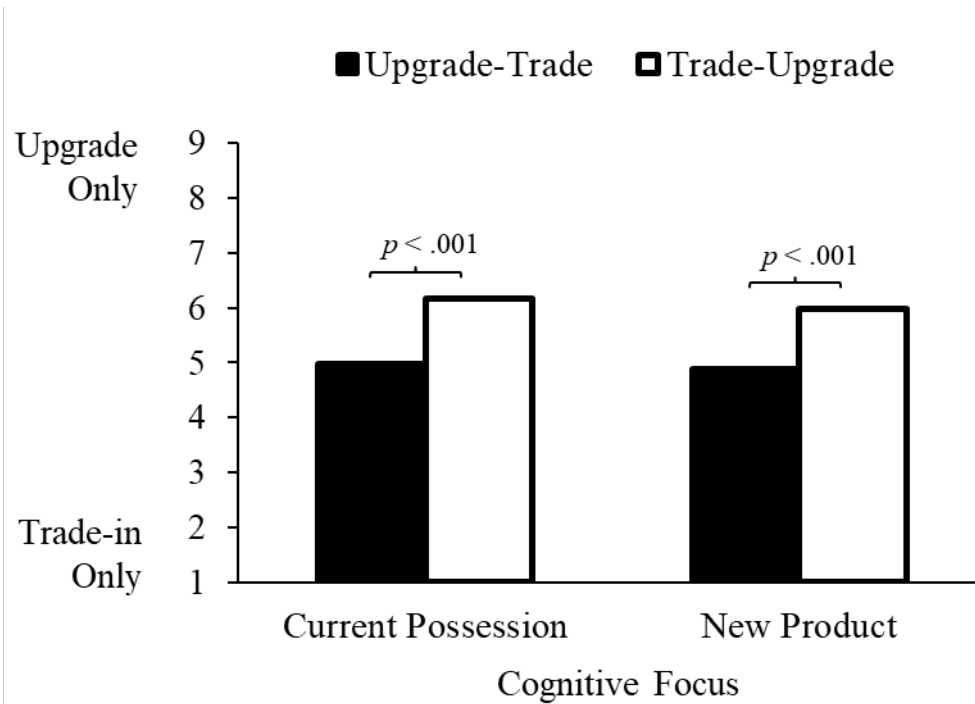 Upgrade-Trade Trade-Upgrade
Upgrade
Only
9
8
7
6
5
4
3
2
1
Trade-in
Only
p < .001
p < .001
Current Possession
New Product
Cognitive Focus